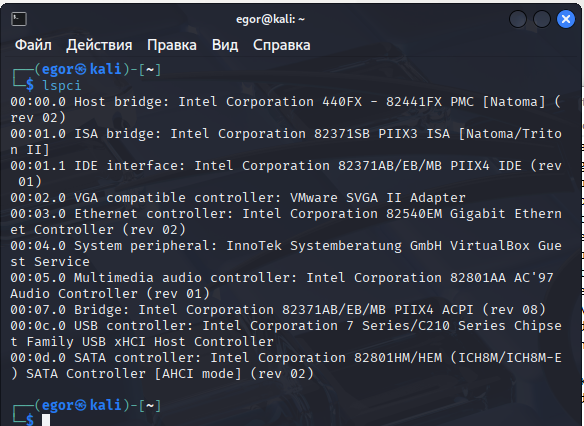 egor@kali: ~
Файл Действия Правка Вид Справка
┌──(egor㉿kali)-[~]
└─$ lspci
00:00.0 Host bridge: Intel Corporation 440FX - 82441FX PMC [Natoma] (
rev 02)
00:01.0 ISA bridge: Intel Corporation 82371SB PIIX3 ISA [Natoma/Trito
n II]
00:01.1 IDE interface: Intel Corporation 82371AB/EB/MB PIIX4 IDE (rev
 01)
00:02.0 VGA compatible controller: VMware SVGA II Adapter
00:03.0 Ethernet controller: Intel Corporation 82540EM Gigabit Ethern
et Controller (rev 02)
00:04.0 System peripheral: InnoTek Systemberatung GmbH VirtualBox Gue
st Service
00:05.0 Multimedia audio controller: Intel Corporation 82801AA AC'97
Audio Controller (rev 01)
00:07.0 Bridge: Intel Corporation 82371AB/EB/MB PIIX4 ACPI (rev 08)
00:0c.0 USB controller: Intel Corporation 7 Series/C210 Series Chipse
t Family USB xHCI Host Controller
00:0d.0 SATA controller: Intel Corporation 82801HM/HEM (ICH8M/ICH8M-E
) SATA Controller [AHCI mode] (rev 02)
┌──(egor㉿kali)-[~]
└─$